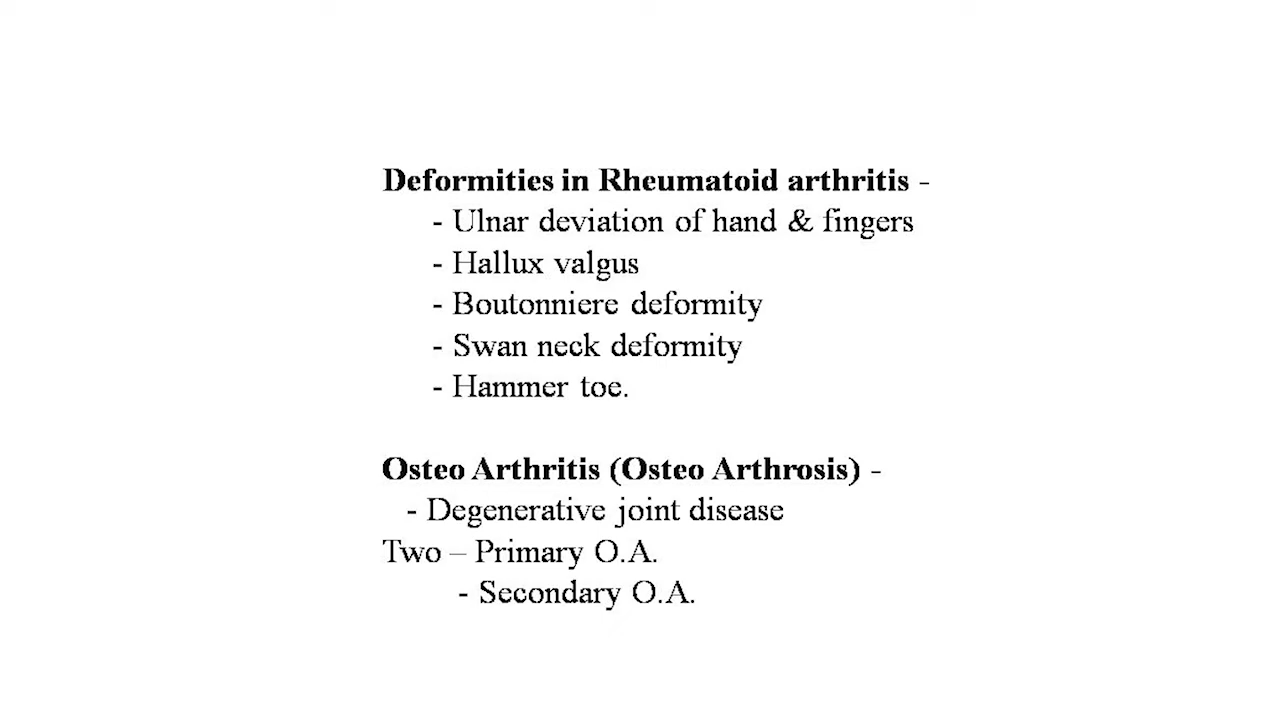 Deformities in Rheumatoid arthritis -
- Ulnar deviation of hand & fingers
- Hallux valgus
- Boutonniere deformity
- Swan neck deformity
- Hammer toe.
Osteo Arthritis (Osteo Arthrosis) -
- Degenerative joint disease
Two – Primary O.A.
- Secondary O.A.